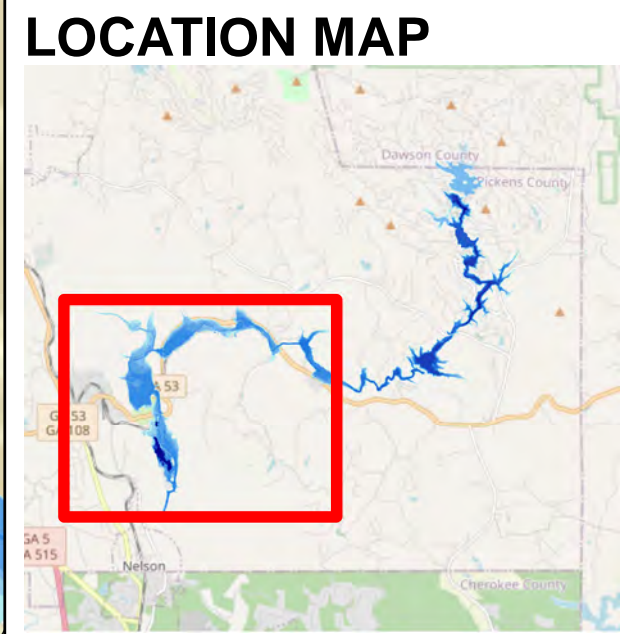 LOCATION MAP
Dawson County
Pickens County
A 53
GA 53
GA 108
GA 5
A 515
Nelson
Cherokee County